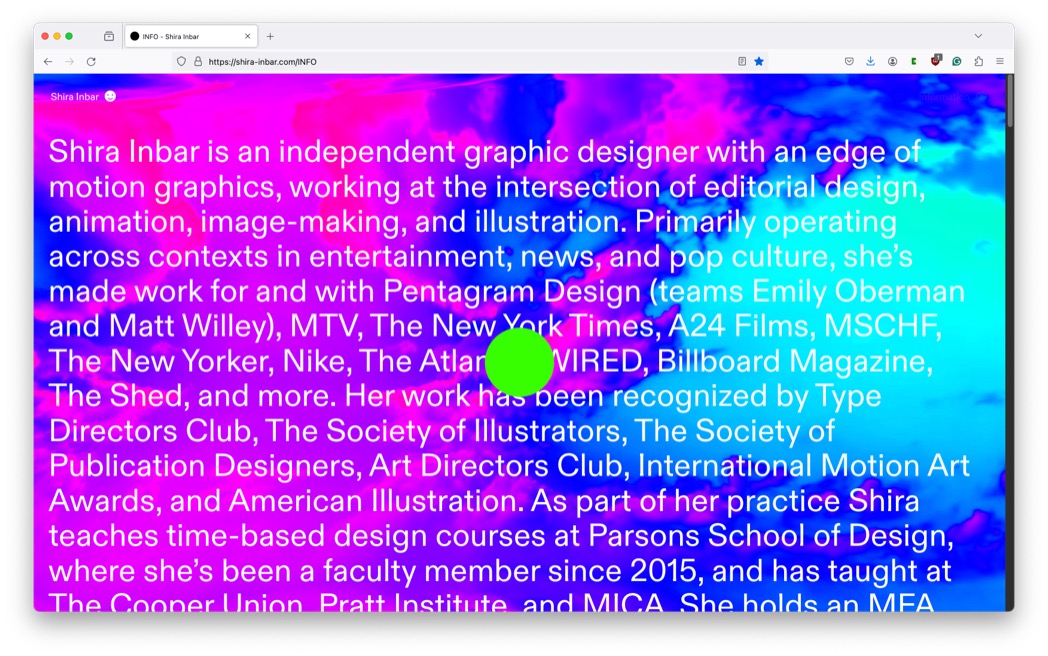 INFO - Shira Inbar
https://shira-inbar.com/INFO
Shira Inbar
Shira Inbar is an independent graphic designer with an edge of
motion graphics, working at the intersection of editorial design,
animation, image-making, and illustration. Primarily operating
across contexts in entertainment, news, and pop culture, she’s
made work for and with Pentagram Design (teams Emily Oberman
and Matt Willey), MTV, The New York Times, A24 Films, MSCHF,
The New Yorker, Nike, The Atlan WIRED, Billboard Magazine,
The Shed, and more. Her work has been recognized by Type
Directors Club, The Society of Illustrators, The Society of
Publication Designers, Art Directors Club, International Motion Art
Awards, and American Illustration. As part of her practice Shira
teaches time-based design courses at Parsons School of Design,
where she’s been a faculty member since 2015, and has taught at
The Cooper Union, Pratt Institute, and MICA. She holds an MFA